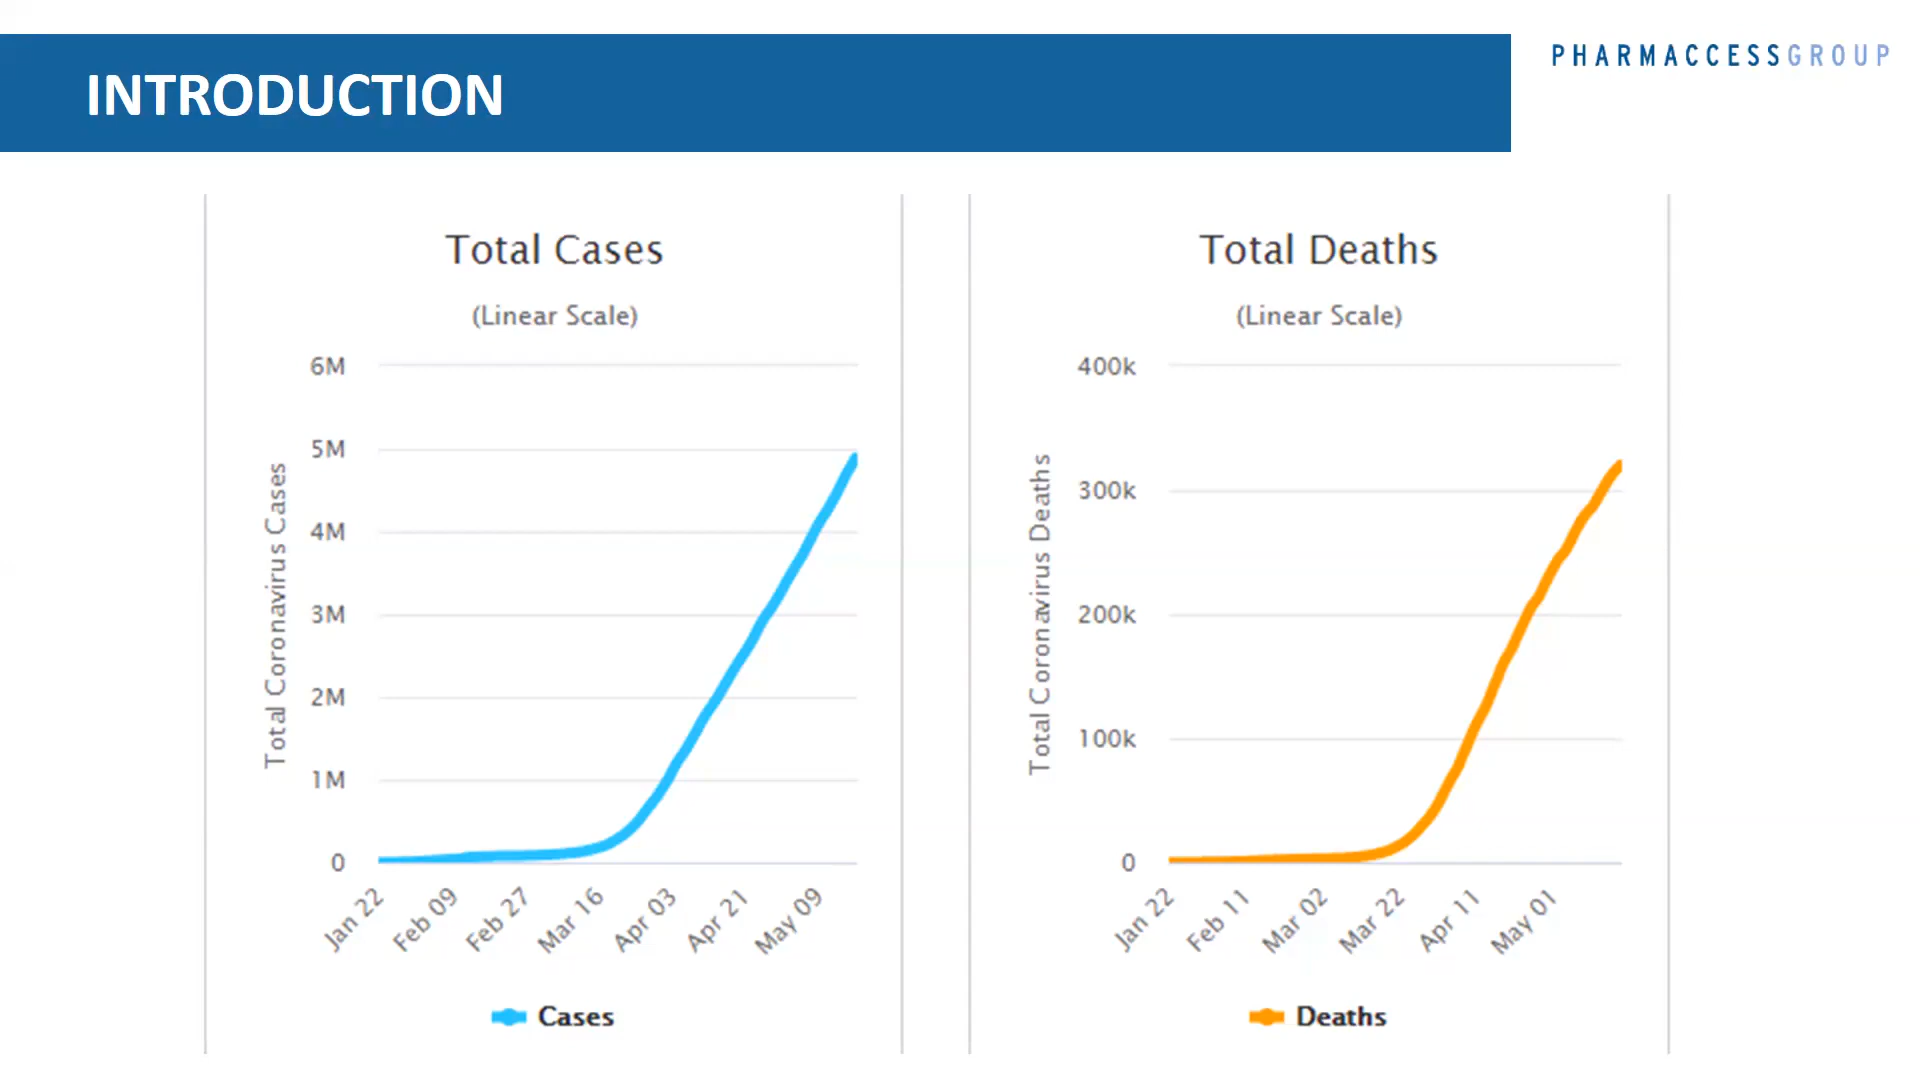 INTRODUCTION
PHARMACCESSGROUP
Total Cases
(Linear Scale)
Total Coronavirus Cases
6M
5M
4M
3M
2M
1M
0
Jan 22
Feb 09
Feb 27
Mar 16
Apr 03
Apr 21
May 09
Cases
Total Deaths
(Linear Scale)
Total Coronavirus Deaths
400k
300k
200k
100k
0
Jan 22
Feb 11
Mar 02
Mar 22
Apr 11
May 01
Deaths